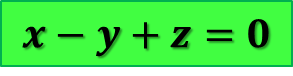 x − y + z = 0